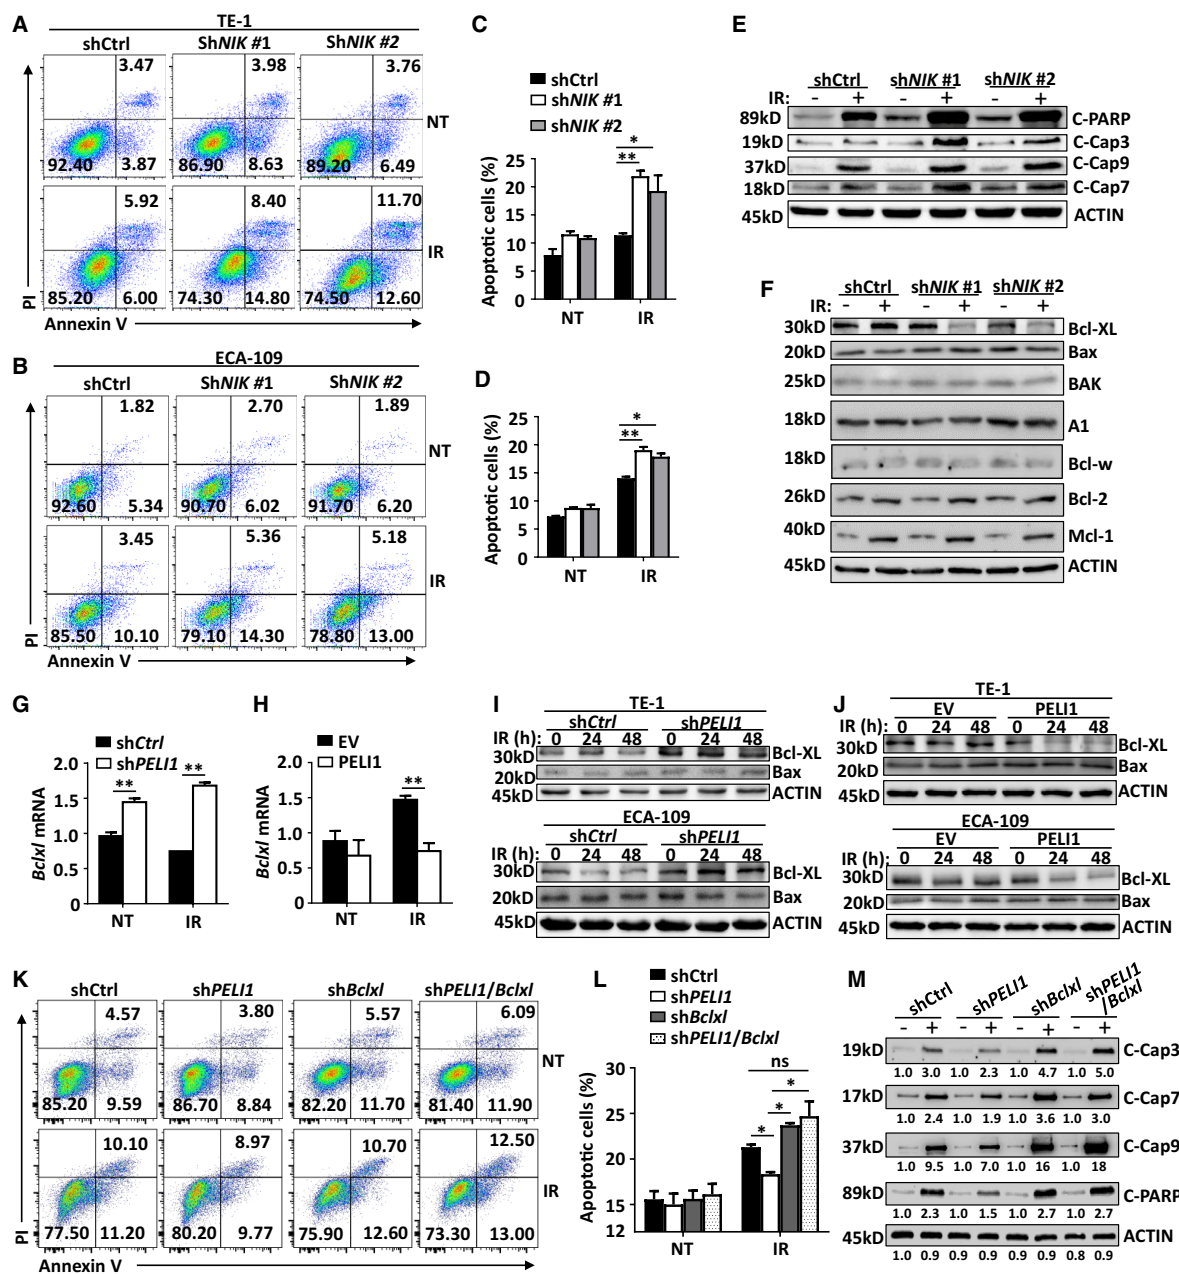 A
TE-1
shCtrl
ShNIK #1
ShNIK #2
3.47
3.98
3.76
92.40
3.87
86.90
8.63
89.20
6.49
NT
5.92
8.40
11.70
85.20
6.00
74.30
14.80
74.50
12.60
IR
PI
Annexin V
B
ECA-109
shCtrl
ShNIK #1
ShNIK #2
1.82
2.70
1.89
92.60
5.34
90.70
6.02
91.70
6.20
NT
3.45
5.36
5.18
85.50
10.10
79.10
14.30
78.80
13.00
IR
PI
Annexin V
C
shCtrl
shNIK #1
shNIK #2
Apoptotic cells (%)
25
20
15
10
5
0
*
**
NT
IR
D
Apoptotic cells (%)
25
20
15
10
5
0
*
**
NT
IR
E
shCtrl
shNIK #1
shNIK #2
IR: - + - + - +
89kD C-PARP
19kD C-Cap3
37kD C-Cap9
18kD C-Cap7
45kD ACTIN
F
shCtrl
shNIK #1
shNIK #2
IR: - + - + - +
30kD Bcl-XL
20kD Bax
25kD BAK
18kD A1
18kD Bcl-w
26kD Bcl-2
40kD Mcl-1
45kD ACTIN
G
shCtrl
shPELI1
Bclxl mRNA
2.0
1.5
1.0
0.5
0
**
**
NT
IR
H
EV
PELI1
Bclxl mRNA
2.0
1.5
1.0
0.5
0
**
NT
IR
I
TE-1
shCtrl
shPELI1
IR (h): 0 24 48 0 24 48
30kD Bcl-XL
20kD Bax
45kD ACTIN
ECA-109
shCtrl
shPELI1
IR (h): 0 24 48 0 24 48
30kD Bcl-XL
20kD Bax
45kD ACTIN
J
TE-1
EV
PELI1
IR (h): 0 24 48 0 24 48
30kD Bcl-XL
20kD Bax
45kD ACTIN
ECA-109
EV
PELI1
IR (h): 0 24 48 0 24 48
30kD Bcl-XL
20kD Bax
45kD ACTIN
K
shCtrl
shPELI1
shBclxl
shPELI1/Bclxl
4.57
3.80
5.57
6.09
85.20
9.59
86.70
8.84
82.20
11.70
81.40
11.90
NT
10.10
8.97
10.70
12.50
77.50
11.20
80.20
9.77
75.90
12.60
73.30
13.00
IR
PI
Annexin V
L
shCtrl
shPELI1
shBclxl
shPELI1/Bclxl
Apoptotic cells (%)
30
25
20
15
12
ns
*
*
*
NT
IR
M
shCtrl
shPELI1
shBclxl
shPELI1
/Bclxl
- + - + - + - +
19kD C-Cap3
1.0 3.0 1.0 2.3 1.0 4.7 1.0 5.0
17kD C-Cap7
1.0 2.4 1.0 1.9 1.0 3.6 1.0 3.0
37kD C-Cap9
1.0 9.5 1.0 7.0 1.0 16 1.0 18
89kD C-PARP
1.0 2.3 1.0 1.5 1.0 2.7 1.0 2.7
45kD ACTIN
1.0 0.9 0.9 0.9 0.9 0.9 0.8 0.9